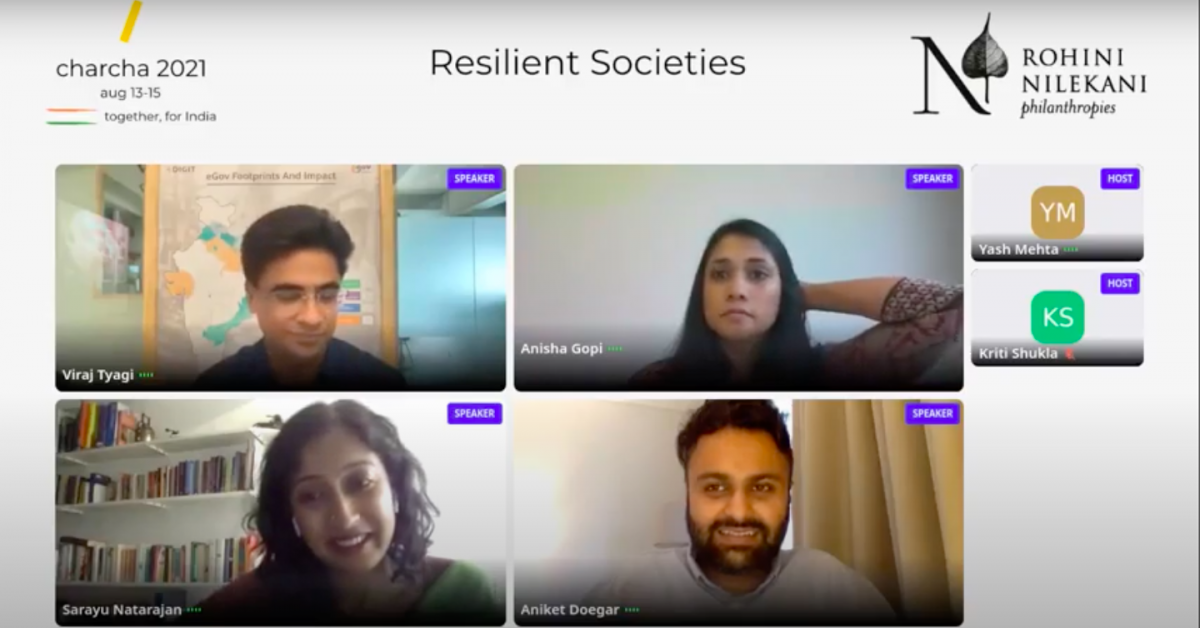 charcha 2021
aug 13-15
together, for India
Resilient Societies
N
ROHINI
NILEKANI
philanthropies
DIGIT
eGov Footprints And Impact
SPEAKER
Viraj Tyagi
SPEAKER
Anisha Gopi
HOST
YM
Yash Mehta
HOST
KS
Kriti Shukla
SPEAKER
Sarayu Natarajan
SPEAKER
Aniket Doegar